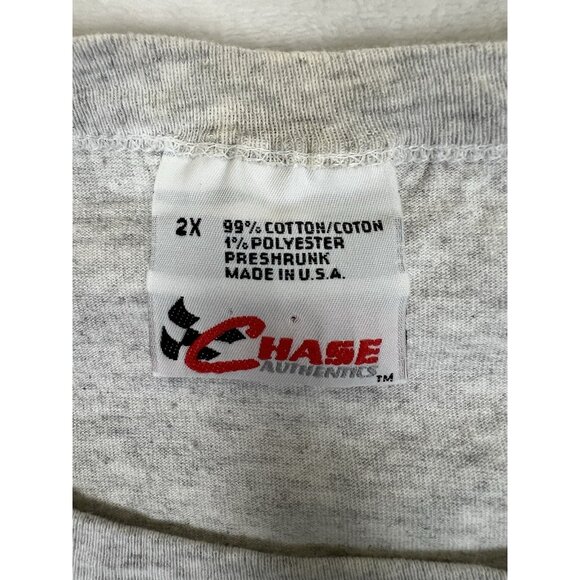 2X 99% COTTON/COTON
1% POLYESTER
PRESHRUNK
MADE IN U.S.A.
CHASE
AUTHENTICS TM